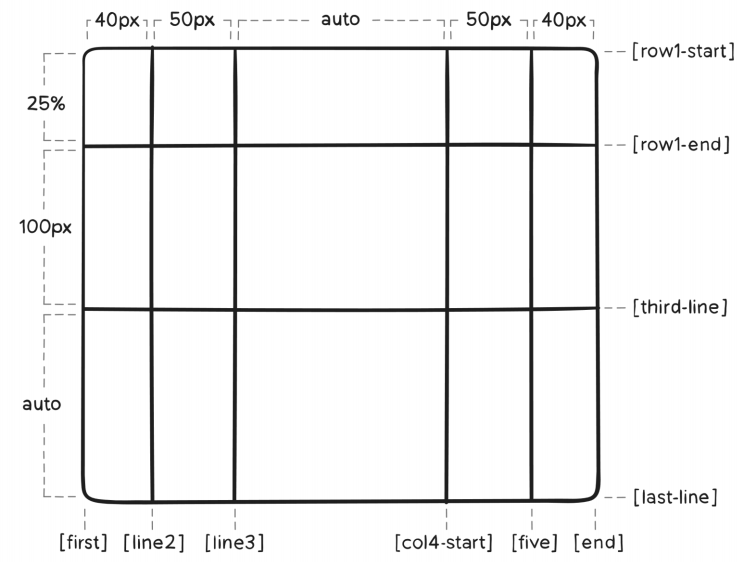 40px 50px auto 50px 40px
[row1-start]
25%
[row1-end]
100px
[third-line]
auto
[last-line]
[first] [line2] [line3] [col4-start] [five] [end]